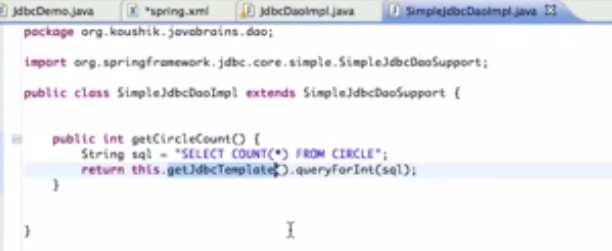 JdbcDemo.java *spring.xml JdbcDaoImpl.java SimpleJdbcDaoImpl.java
package org.koushik.javabrains.dao;
import org.springframework.jdbc.core.simple.SimpleJdbcDaoSupport;
public class SimpleJdbcDaoImpl extends SimpleJdbcDaoSupport {
public int getCircleCount() {
String sql = "SELECT COUNT(*) FROM CIRCLE";
return this.getJdbcTemplate().queryForInt(sql);
}
}